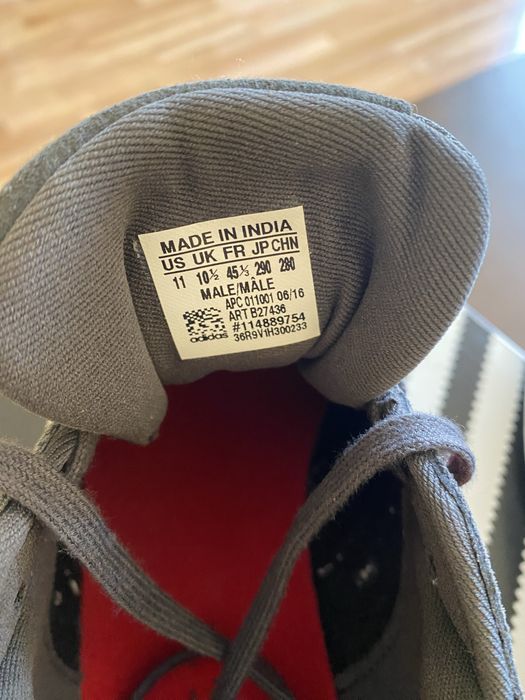 MADE IN INDIA
US UK FR JP CHN
11 10½ 45⅓ 290 280
MALE/MÂLE
APC 011001 06/16
ART B27436
#114889754
adidas 36R9V1H300233